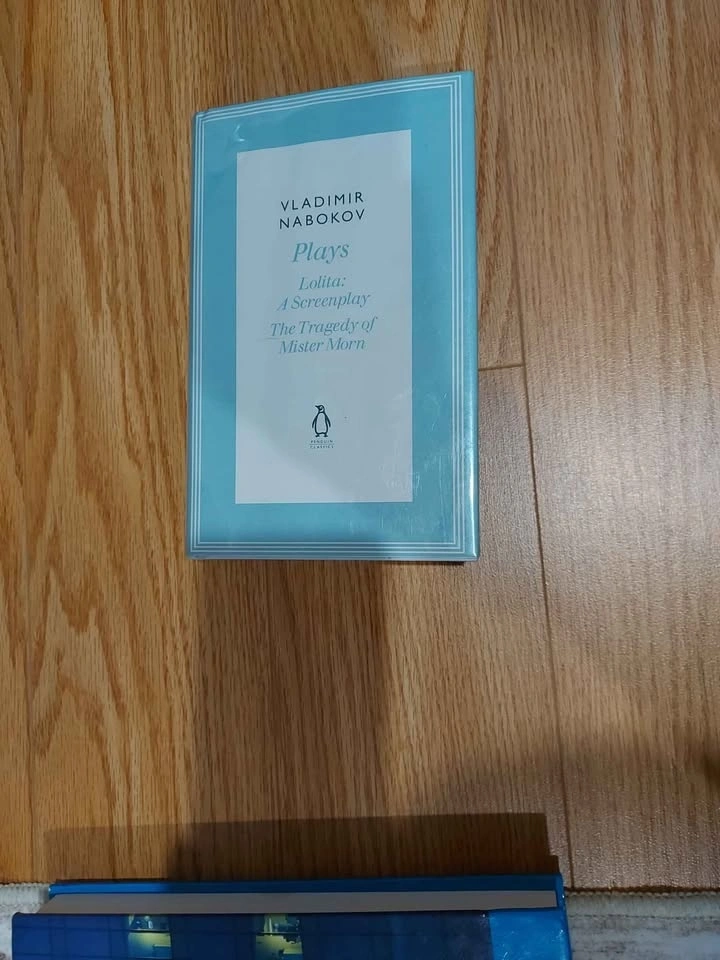 VLADIMIR
NABOKOV
Plays
Lolita:
A Screenplay
The Tragedy of
Mister Morn
PENGUIN
CLASSICS